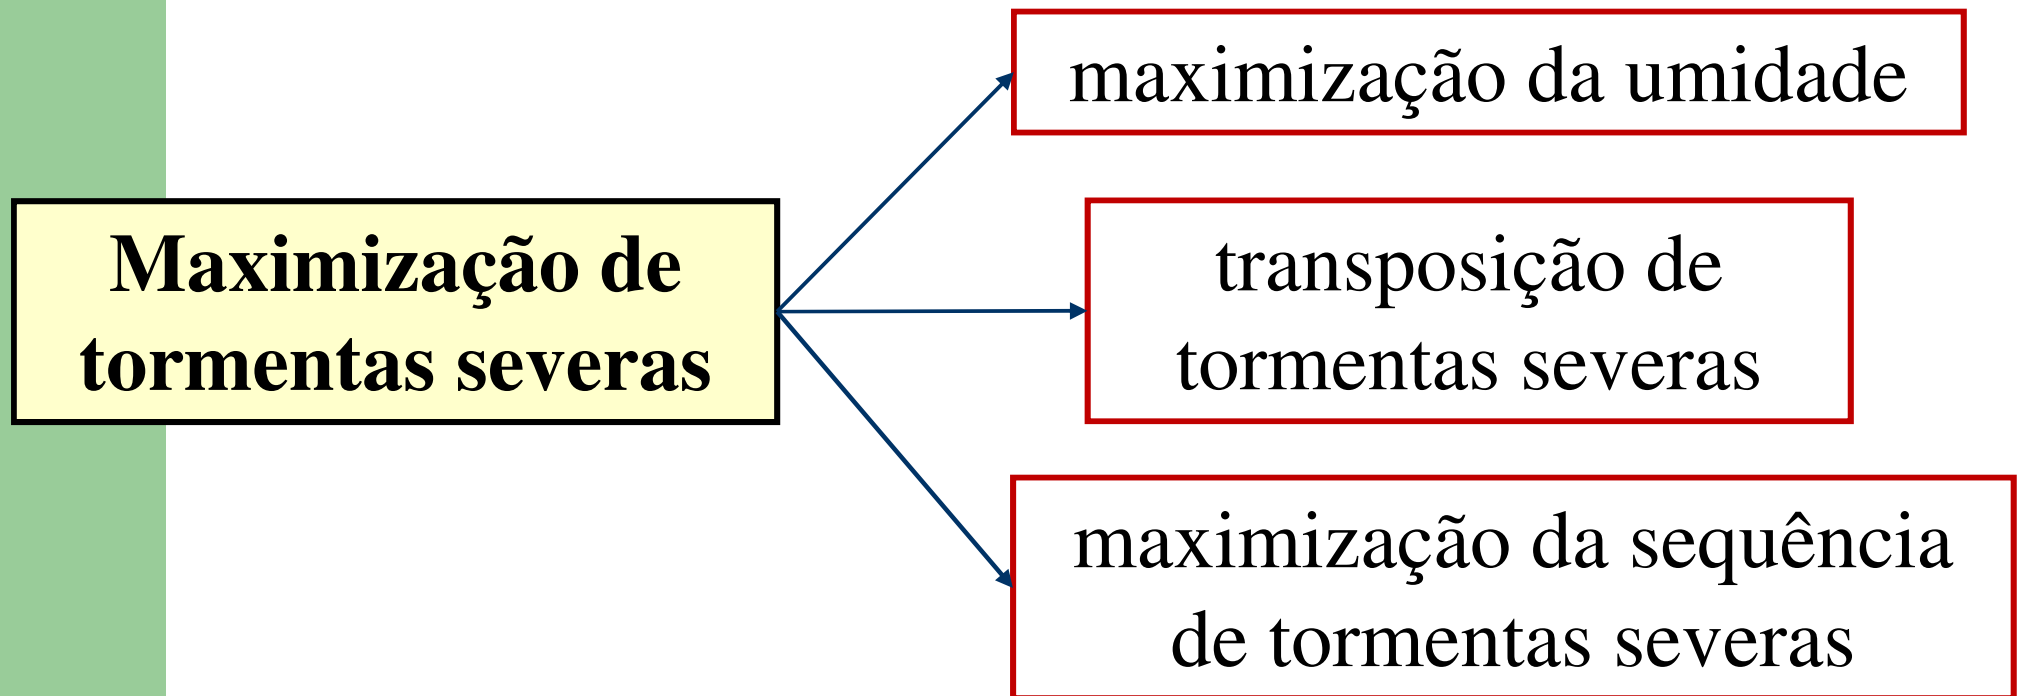 maximização da umidade
Maximização de
tormentas severas
transposição de
tormentas severas
maximização da sequência
de tormentas severas